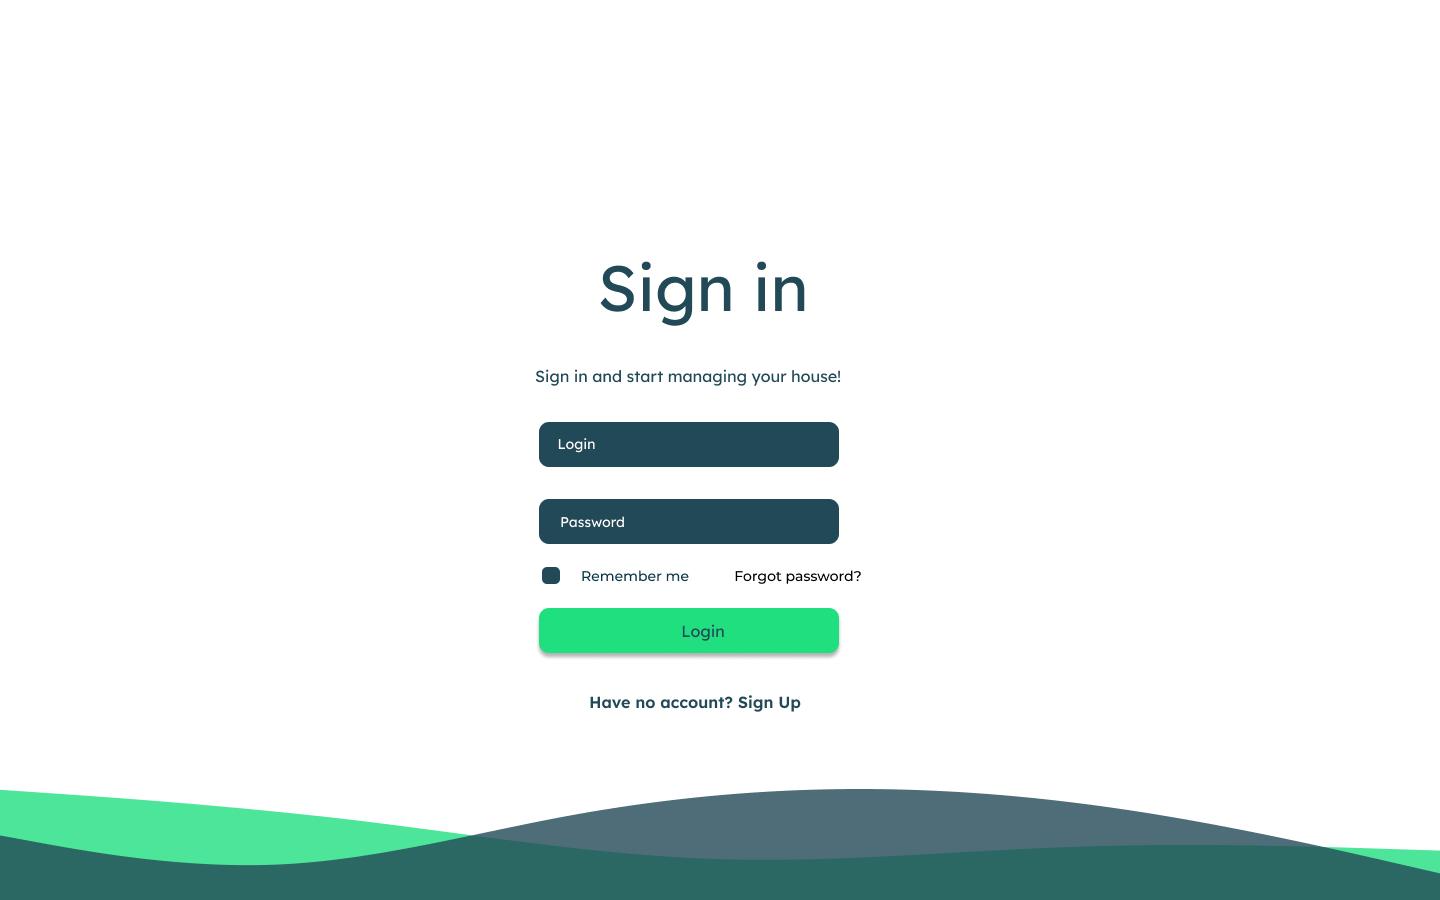 Sign in
Sign in and start managing your house!
Login
Password
Remember me Forgot password?
Login
Have no account? Sign Up